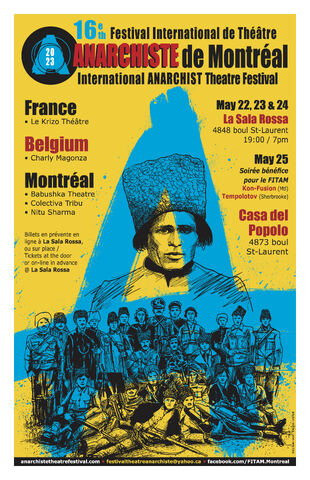 16e th Festival International de Théâtre
2023
ANARCHISTE de Montréal
International ANARCHIST Theatre Festival
France
• Le Krizo Théâtre
Belgium
• Charly Magonza
Montréal
• Babushka Theatre
• Colectiva Tribu
• Nitu Sharma
Billets en prévente en
ligne à La Sala Rossa,
ou sur place /
Tickets at the door
or on-line in advance
@ La Sala Rossa
May 22, 23 & 24
La Sala Rossa
4848 boul
St-Laurent
19:00 / 7pm
May 25
Soirée bénéfice
pour le FITAM
Kon-Fusion (Mtl)
Tempolotov (Sherbrooke)
Casa del
Popolo
4873 boul
St-Laurent
anarchistetheatrefestival.com – festivaltheatreanarchiste@yahoo.ca – facebook.com/FITAM.Montreal